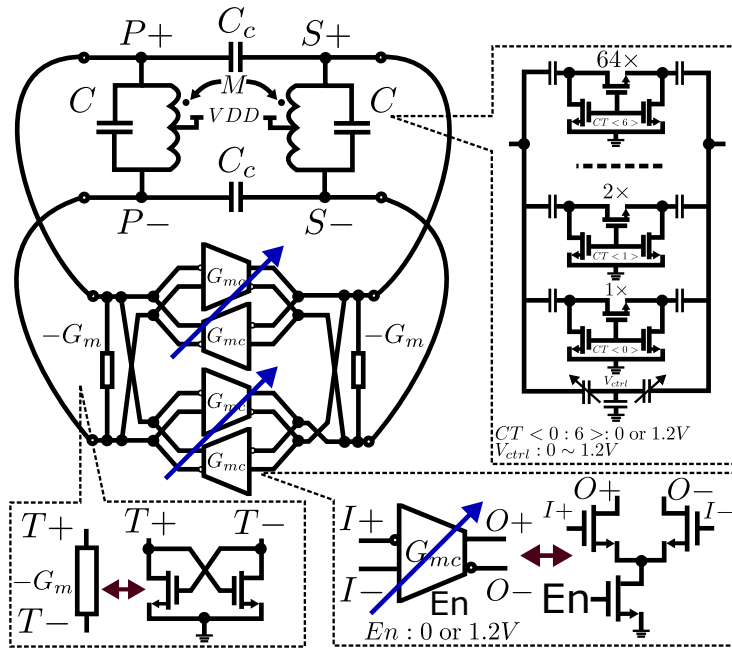 P+ C_c S+
C M C
VDD
C_c
P− S−
G_mc
−G_m G_mc −G_m
G_mc
G_mc
64×
CT<6>
2×
CT<1>
1×
CT<0>
V_ctrl
CT<0:6>: 0 or 1.2V
V_ctrl: 0 ∼ 1.2V
T+ T+ T−
−G_m
T−
I+ O+
G_mc
I− En O−
En: 0 or 1.2V
O+ O−
I+ I−
En